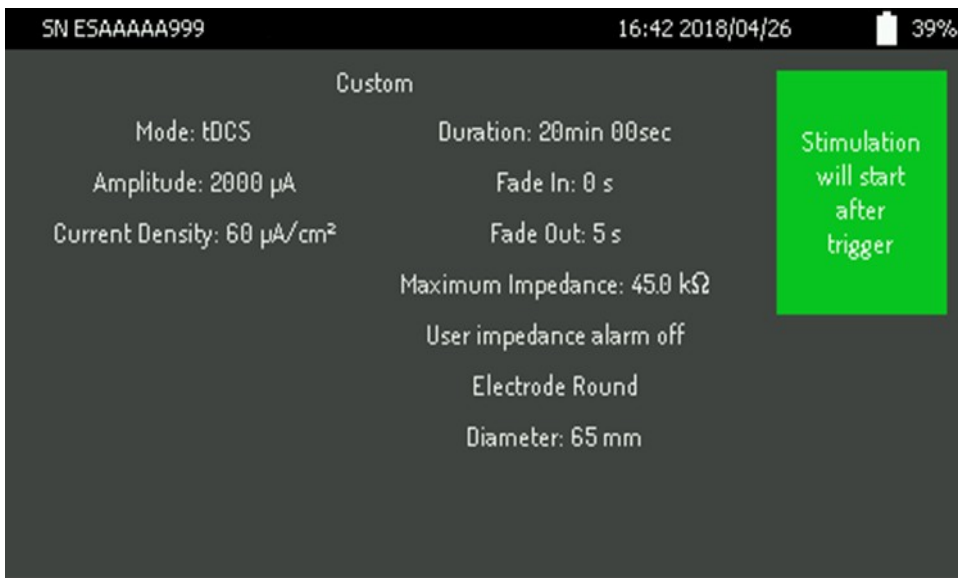 SN ESAAAAA999 16:42 2018/04/26 39%
Custom
Mode: tDCS
Amplitude: 2000 µA
Current Density: 60 µA/cm²
Duration: 20min 00sec
Fade In: 0 s
Fade Out: 5 s
Maximum Impedance: 45.0 kΩ
User impedance alarm off
Electrode Round
Diameter: 65 mm
Stimulation
will start
after
trigger